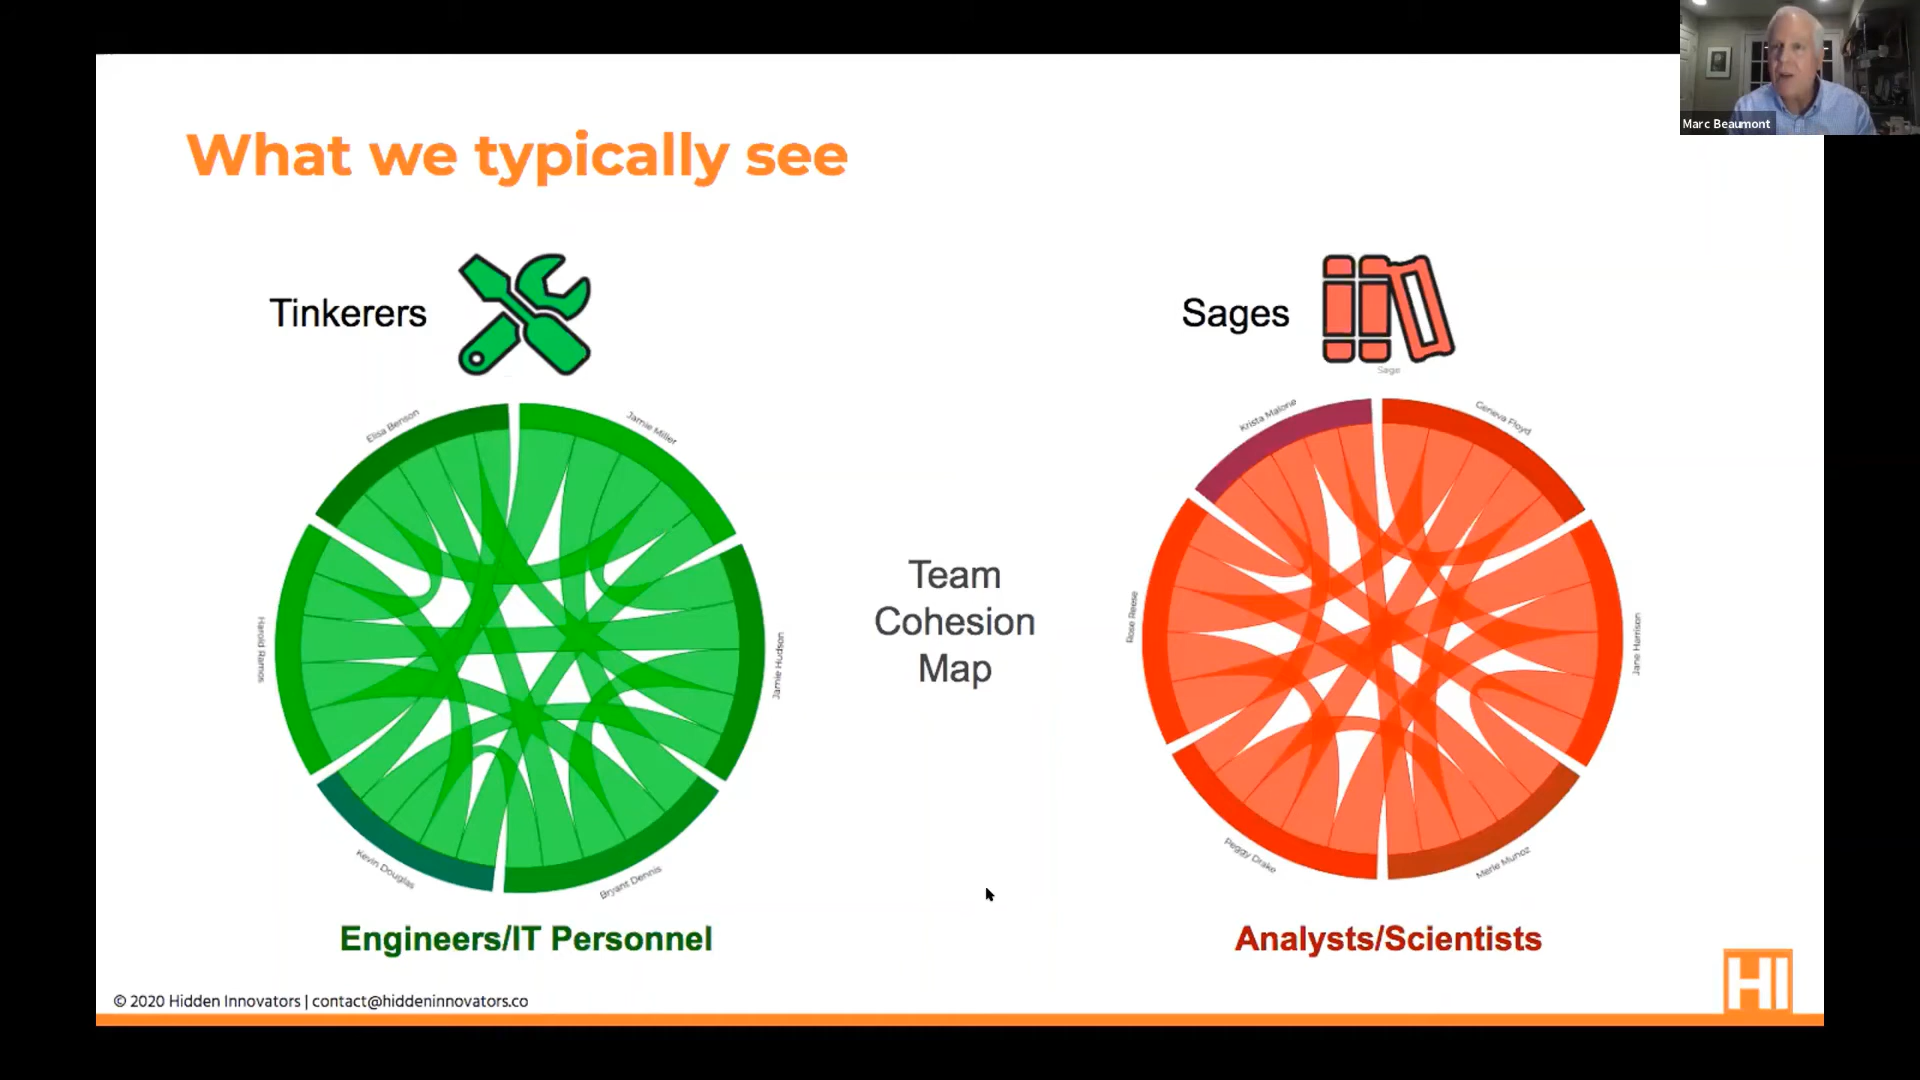 Marc Beaumont
What we typically see
Tinkerers
Sages
Sage
Elisa Benson
Jamie Miller
Harold Ramos
Jamie Hudson
Kevin Douglas
Bryant Dennis
Team
Cohesion
Map
Krista Malone
Geneva Floyd
Rose Reese
Jane Harrison
Peggy Drake
Merle Munoz
Engineers/IT Personnel
Analysts/Scientists
HI
© 2020 Hidden Innovators | contact@hiddeninnovators.co